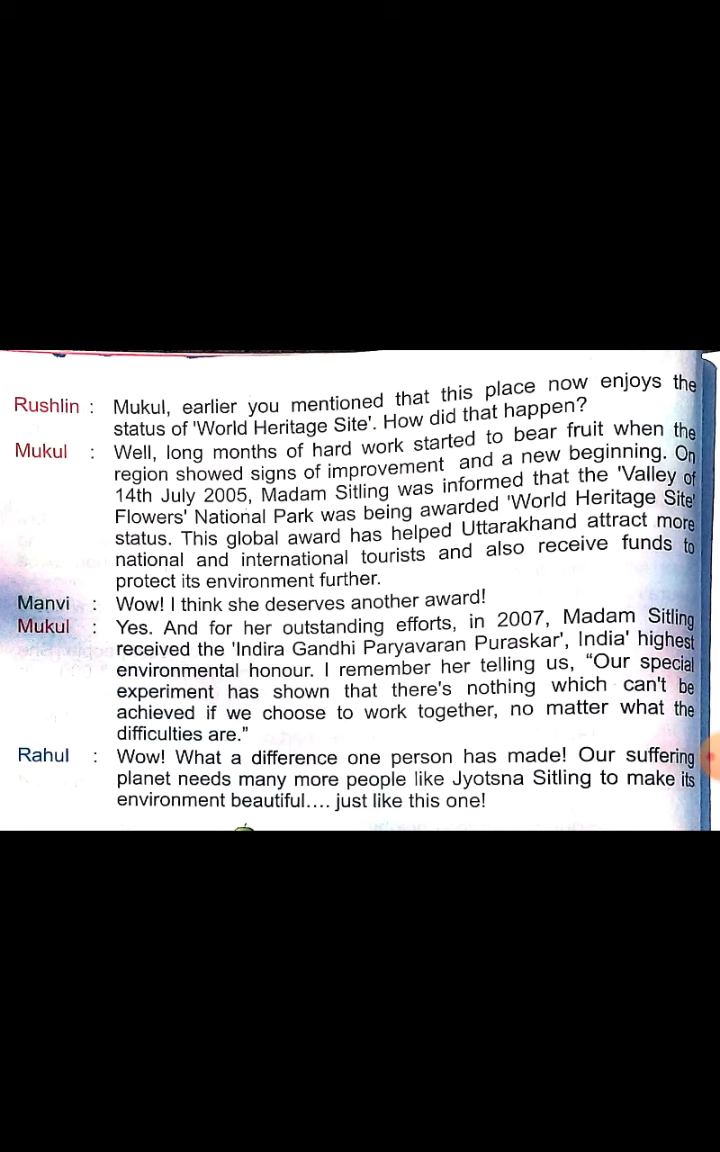 Rushlin : Mukul, earlier you mentioned that this place now enjoys the
status of 'World Heritage Site'. How did that happen?
Mukul : Well, long months of hard work started to bear fruit when the
region showed signs of improvement and a new beginning. On
14th July 2005, Madam Sitling was informed that the 'Valley of
Flowers' National Park was being awarded 'World Heritage Site'
status. This global award has helped Uttarakhand attract more
national and international tourists and also receive funds to
protect its environment further.
Manvi : Wow! I think she deserves another award!
Mukul : Yes. And for her outstanding efforts, in 2007, Madam Sitling
received the 'Indira Gandhi Paryavaran Puraskar', India' highest
environmental honour. I remember her telling us, “Our special
experiment has shown that there's nothing which can't be
achieved if we choose to work together, no matter what the
difficulties are.”
Rahul : Wow! What a difference one person has made! Our suffering
planet needs many more people like Jyotsna Sitling to make its
environment beautiful.... just like this one!